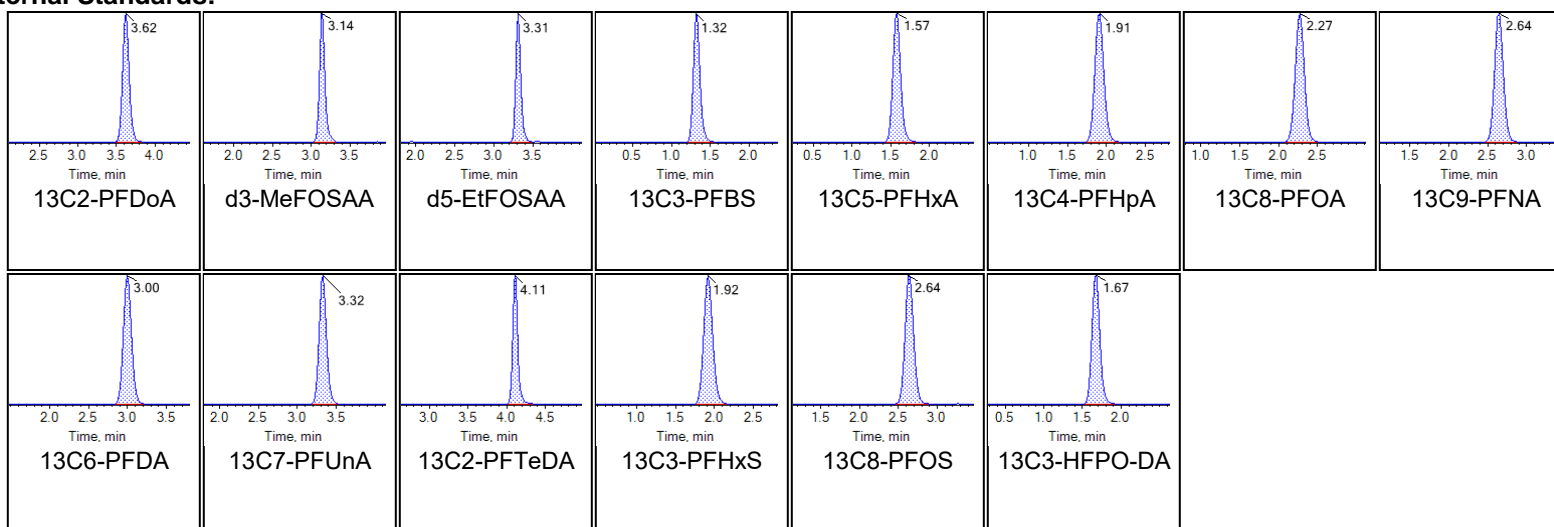 ternal Standards:
3.62
2.5 3.0 3.5 4.0
Time, min
13C2-PFDoA
3.14
2.0 2.5 3.0 3.5
Time, min
d3-MeFOSAA
3.31
2.0 2.5 3.0 3.5
Time, min
d5-EtFOSAA
1.32
0.5 1.0 1.5 2.0
Time, min
13C3-PFBS
1.57
0.5 1.0 1.5 2.0
Time, min
13C5-PFHxA
1.91
1.0 1.5 2.0 2.5
Time, min
13C4-PFHpA
2.27
1.0 1.5 2.0 2.5
Time, min
13C8-PFOA
2.64
1.5 2.0 2.5 3.0
Time, min
13C9-PFNA
3.00
2.0 2.5 3.0 3.5
Time, min
13C6-PFDA
3.32
2.0 2.5 3.0 3.5
Time, min
13C7-PFUnA
4.11
3.0 3.5 4.0 4.5
Time, min
13C2-PFTeDA
1.92
1.0 1.5 2.0 2.5
Time, min
13C3-PFHxS
2.64
1.5 2.0 2.5 3.0
Time, min
13C8-PFOS
1.67
0.5 1.0 1.5 2.0
Time, min
13C3-HFPO-DA